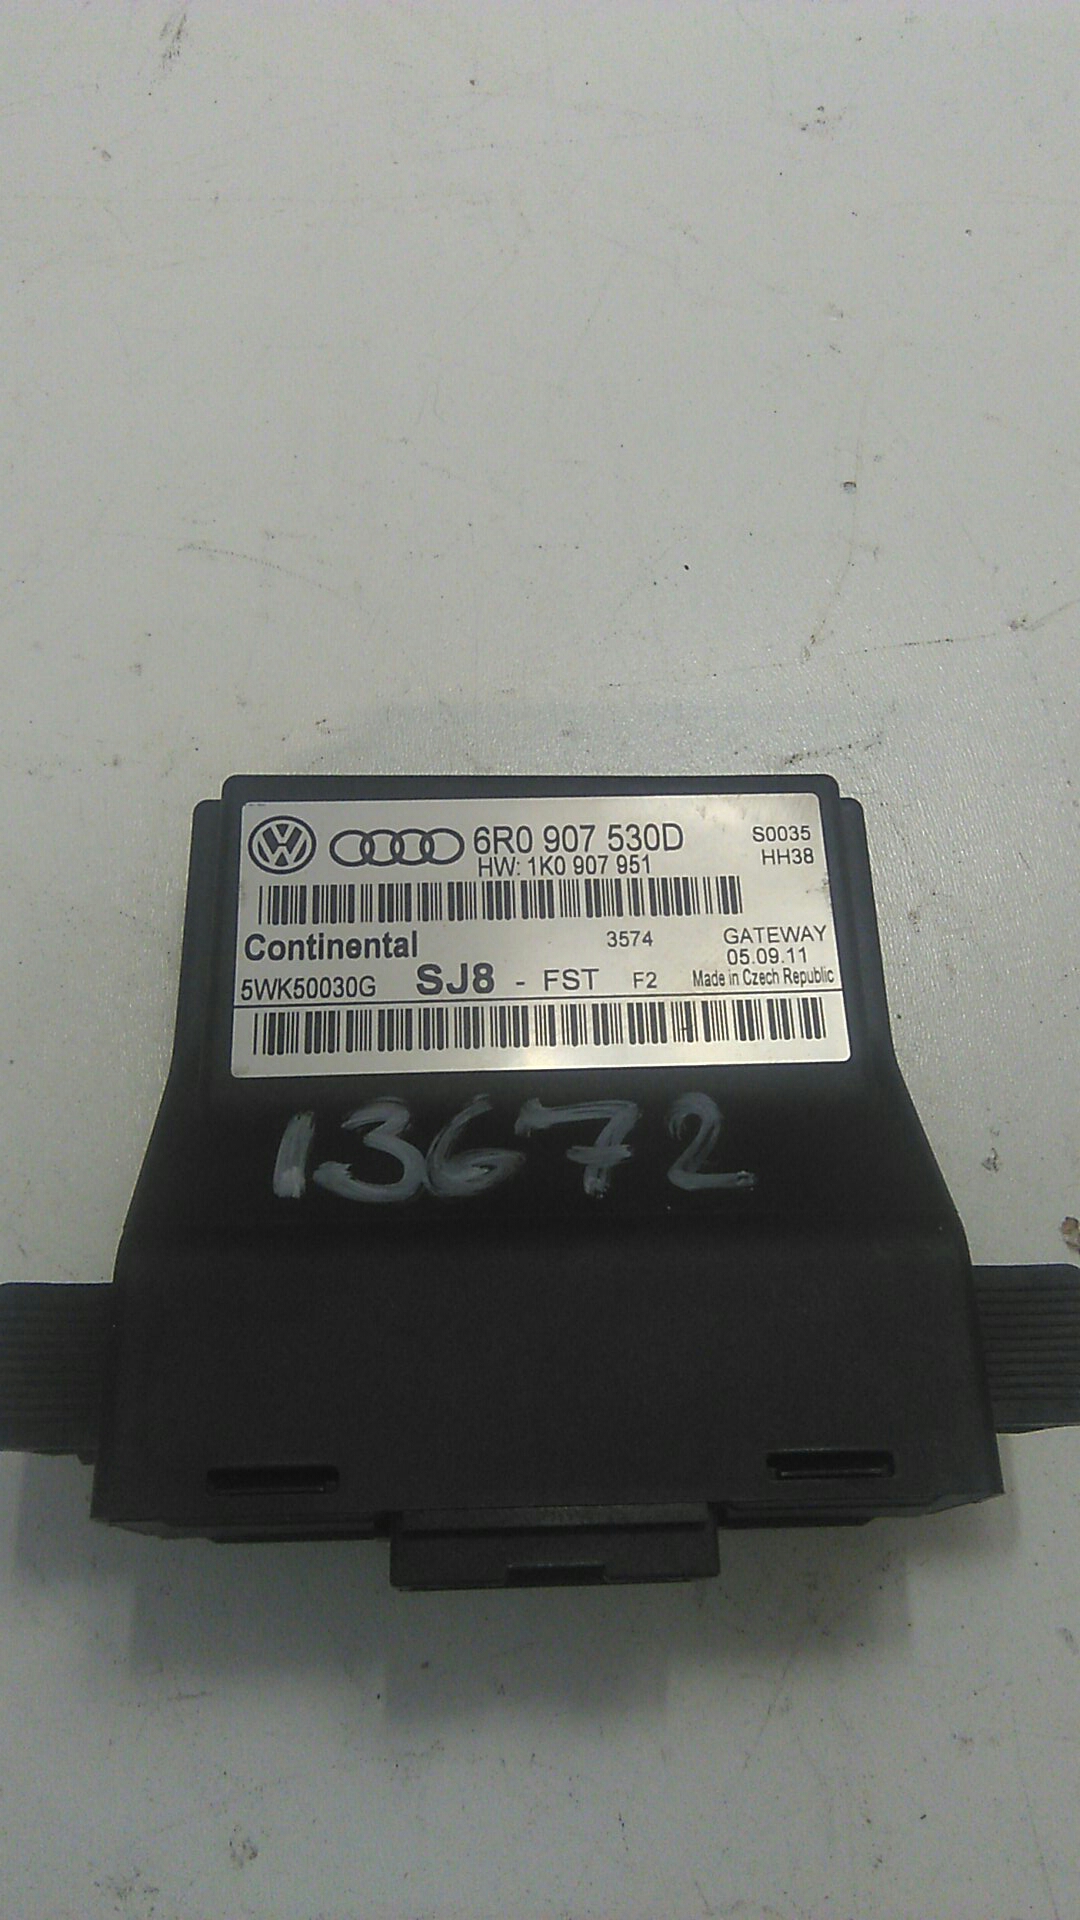 6R0 907 530D
HW: 1K0 907 951
S0035
HH38
Continental
3574
GATEWAY
05.09.11
5WK50030G SJ8 - FST F2
Made in Czech Republic
13672